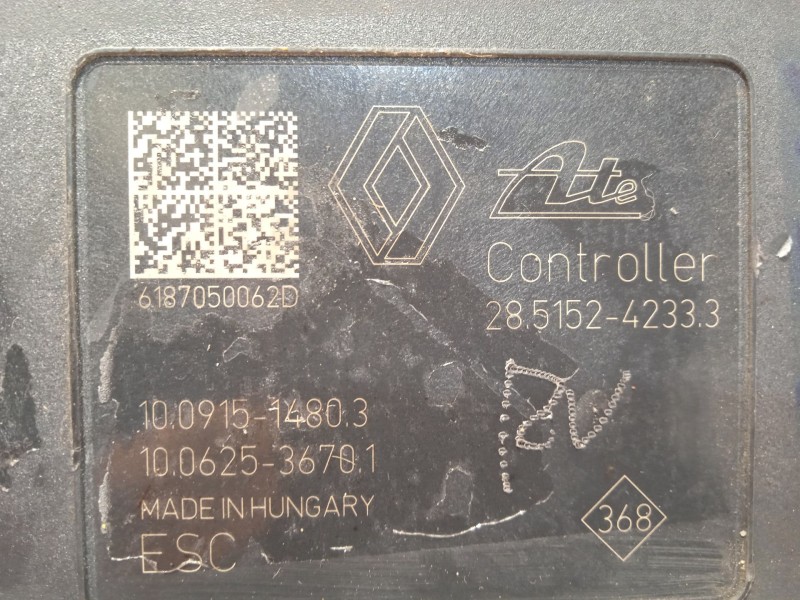 Ate
Controller
28.5152-4233.3
6187050062D
10.0915-1480.3
10.0625-3670.1
MADE IN HUNGARY
ESC
368